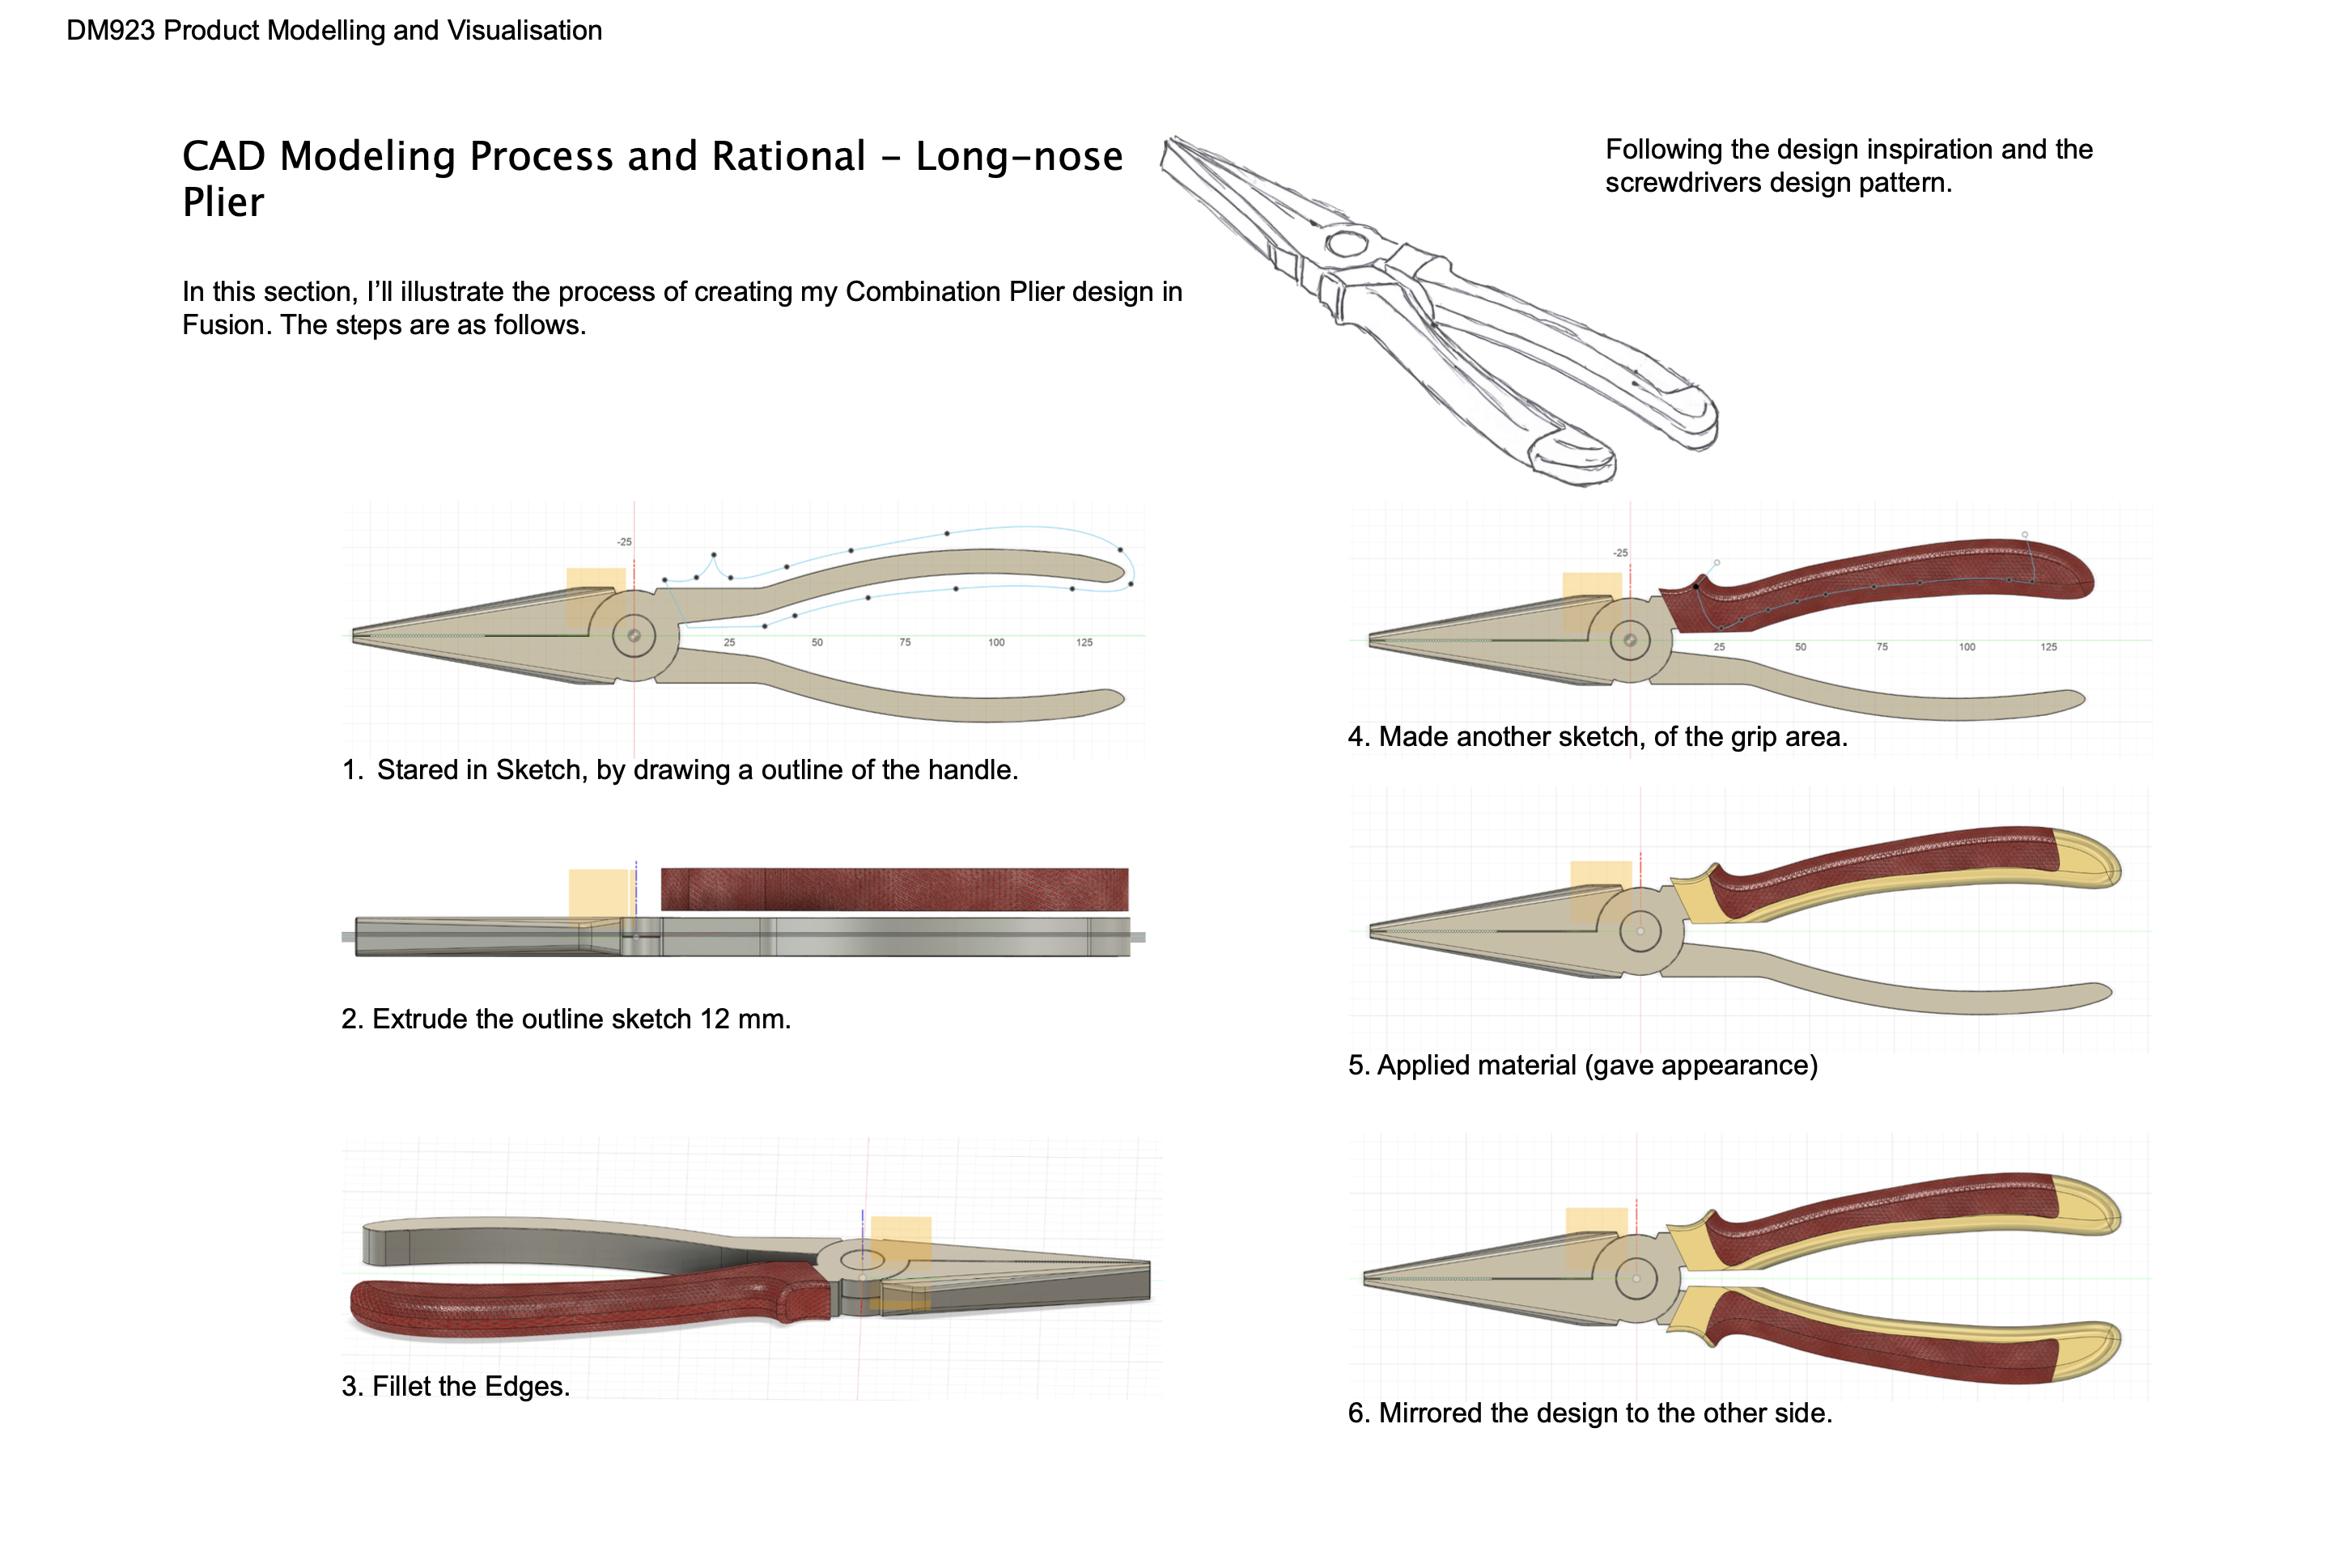 DM923 Product Modelling and Visualisation
CAD Modeling Process and Rational – Long-nose
Plier
Following the design inspiration and the
screwdrivers design pattern.
In this section, I’ll illustrate the process of creating my Combination Plier design in
Fusion. The steps are as follows.
-25
25 50 75 100 125
1. Stared in Sketch, by drawing a outline of the handle.
2. Extrude the outline sketch 12 mm.
3. Fillet the Edges.
-25
25 50 75 100 125
4. Made another sketch, of the grip area.
5. Applied material (gave appearance)
6. Mirrored the design to the other side.